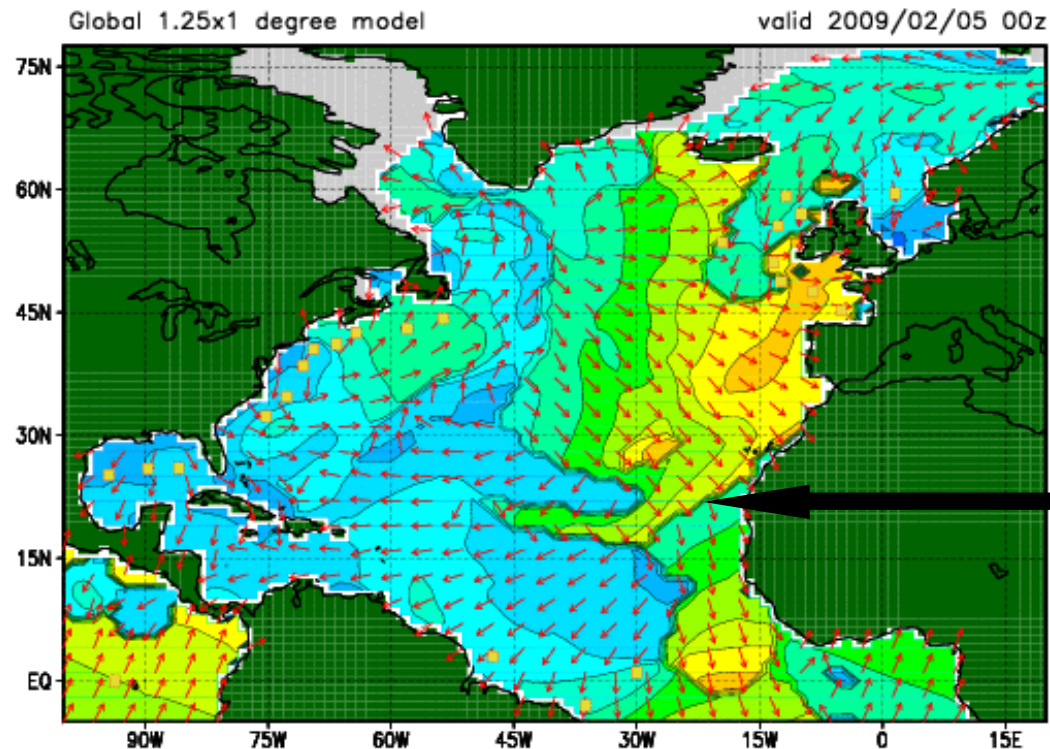 Global 1.25x1 degree model
valid 2009/02/05 00z
75N
60N
45N
30N
15N
EQ
90W
75W
60W
45W
30W
15W
0
15E